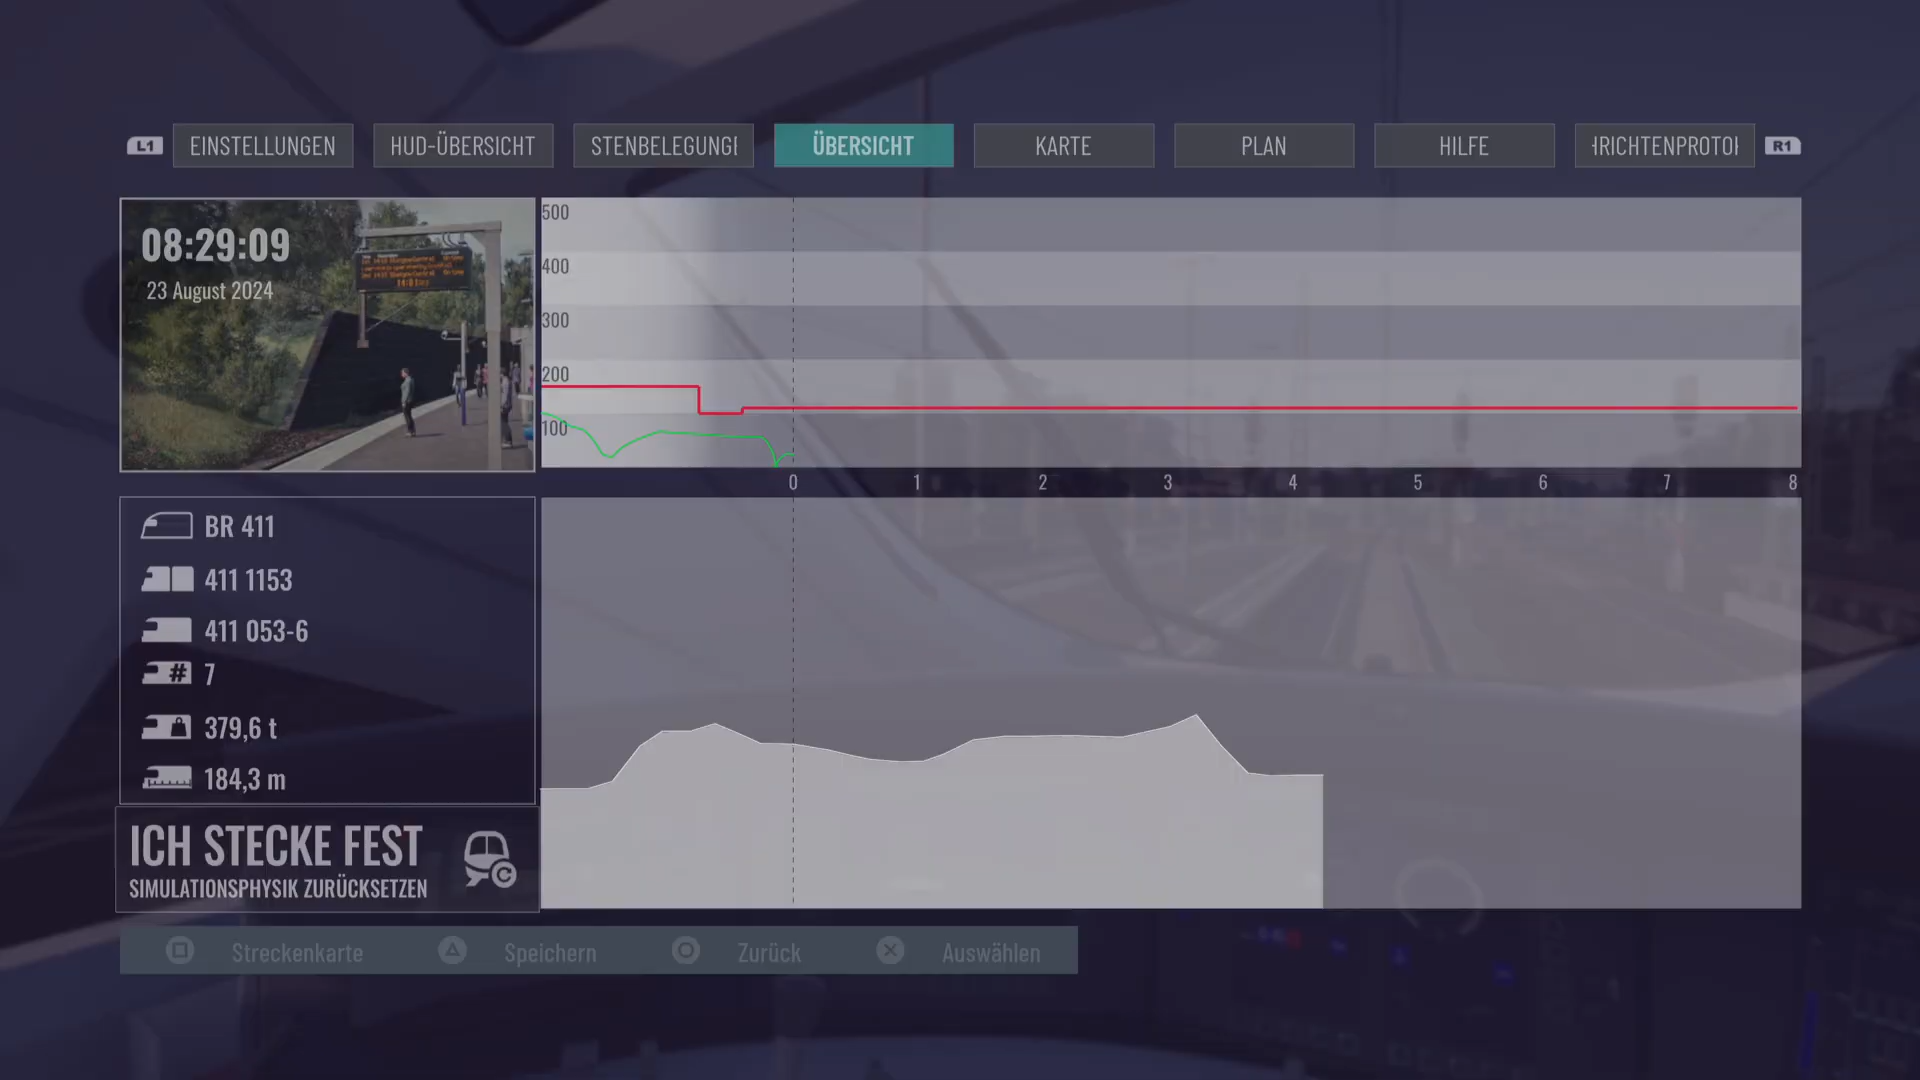 L1
EINSTELLUNGEN
HUD-ÜBERSICHT
STENBELEGUNG
ÜBERSICHT
KARTE
PLAN
HILFE
RICHTENPROTO
R1
08:29:09
23 August 2024
500
400
300
200
100
0 1 2 3 4 5 6 7 8
BR 411
411 1153
411 053-6
# 7
379,6 t
184,3 m
ICH STECKE FEST
SIMULATIONSPHYSIK ZURÜCKSETZEN
Streckenkarte
Speichern
Zurück
Auswählen